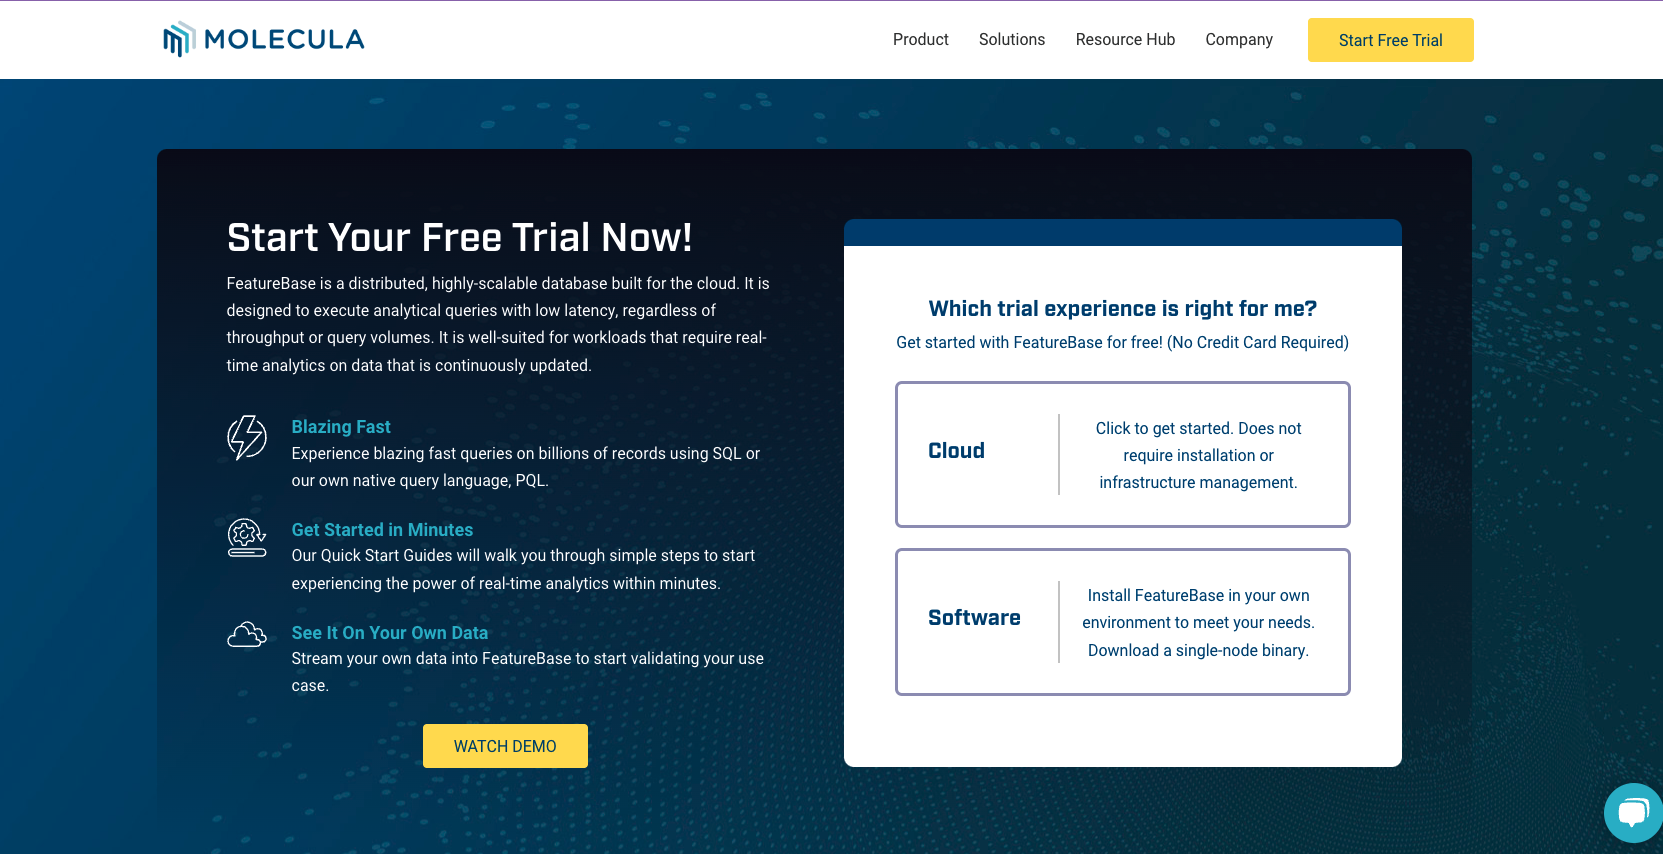 MOLECULA
Product
Solutions
Resource Hub
Company
Start Free Trial
Start Your Free Trial Now!
FeatureBase is a distributed, highly-scalable database built for the cloud. It is
designed to execute analytical queries with low latency, regardless of
throughput or query volumes. It is well-suited for workloads that require real-
time analytics on data that is continuously updated.
Blazing Fast
Experience blazing fast queries on billions of records using SQL or
our own native query language, PQL.
Get Started in Minutes
Our Quick Start Guides will walk you through simple steps to start
experiencing the power of real-time analytics within minutes.
See It On Your Own Data
Stream your own data into FeatureBase to start validating your use
case.
WATCH DEMO
Which trial experience is right for me?
Get started with FeatureBase for free! (No Credit Card Required)
Cloud
Click to get started. Does not
require installation or
infrastructure management.
Software
Install FeatureBase in your own
environment to meet your needs.
Download a single-node binary.